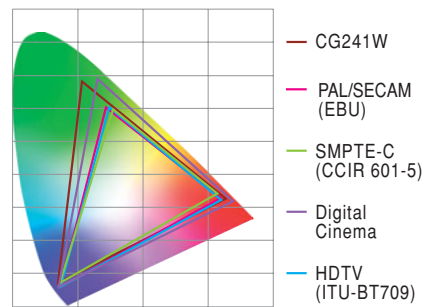 CG241W
PAL/SECAM
(EBU)
SMPTE-C
(CCIR 601-5)
Digital
Cinema
HDTV
(ITU-BT709)